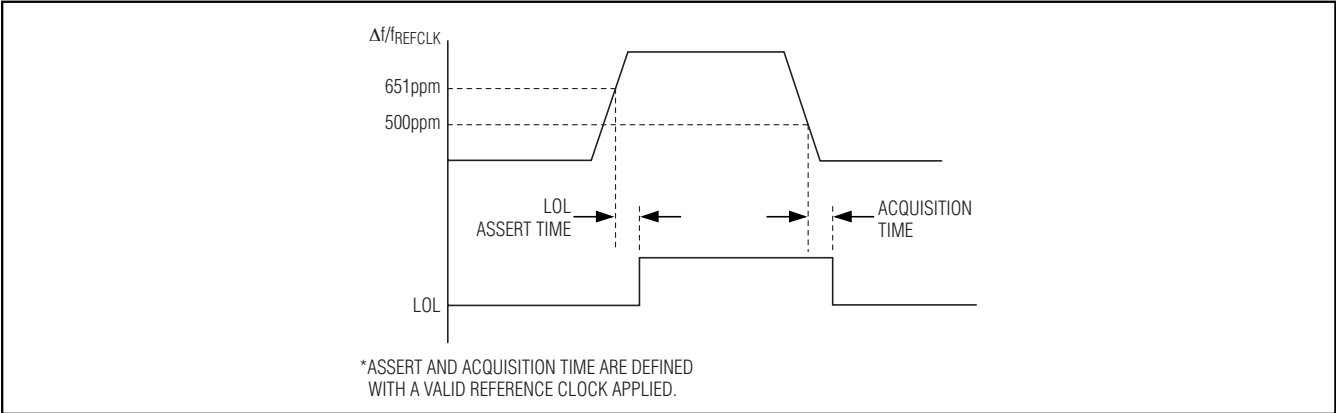 Δf/fREFCLK
651ppm
500ppm
LOL
ASSERT TIME
ACQUISITION
TIME
LOL
*ASSERT AND ACQUISITION TIME ARE DEFINED
WITH A VALID REFERENCE CLOCK APPLIED.